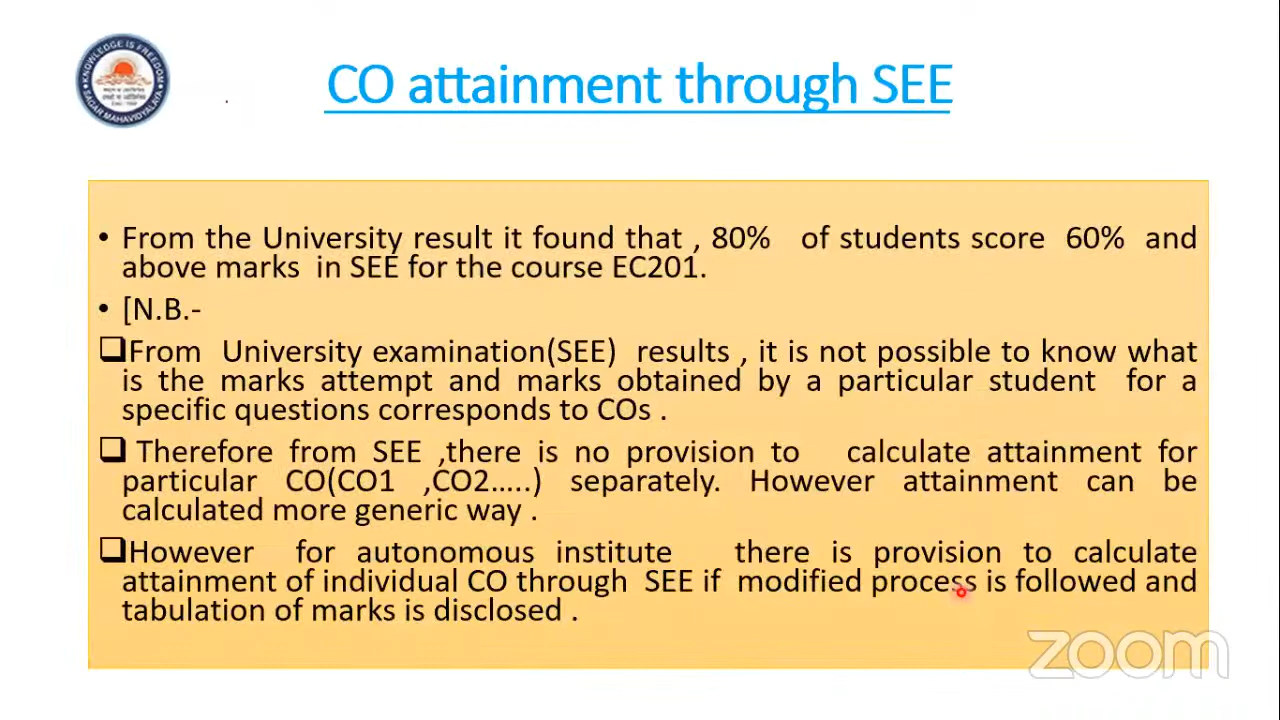 KNOWLEDGE IS FREEDOM
SAGAR MAHAVIDYALAYA
CO attainment through SEE
• From the University result it found that , 80% of students score 60% and
above marks in SEE for the course EC201.
• [N.B.-
❑From University examination(SEE) results , it is not possible to know what
is the marks attempt and marks obtained by a particular student for a
specific questions corresponds to COs .
❑ Therefore from SEE ,there is no provision to calculate attainment for
particular CO(CO1 ,CO2…..) separately. However attainment can be
calculated more generic way .
❑However for autonomous institute there is provision to calculate
attainment of individual CO through SEE if modified process is followed and
tabulation of marks is disclosed .
zoom